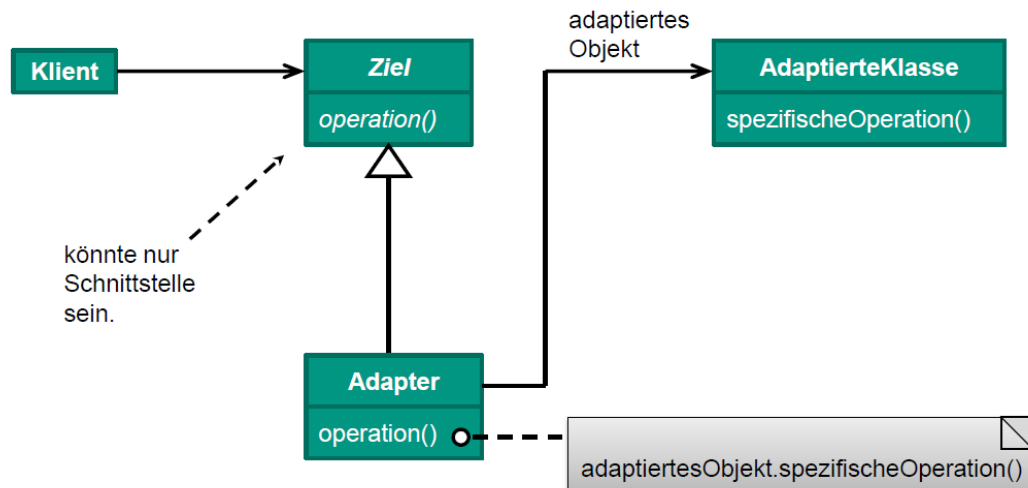 adaptiertes
Objekt
Klient
Ziel
operation()
AdaptierteKlasse
spezifischeOperation()
könnte nur
Schnittstelle
sein.
Adapter
operation()
adaptiertesObjekt.spezifischeOperation()